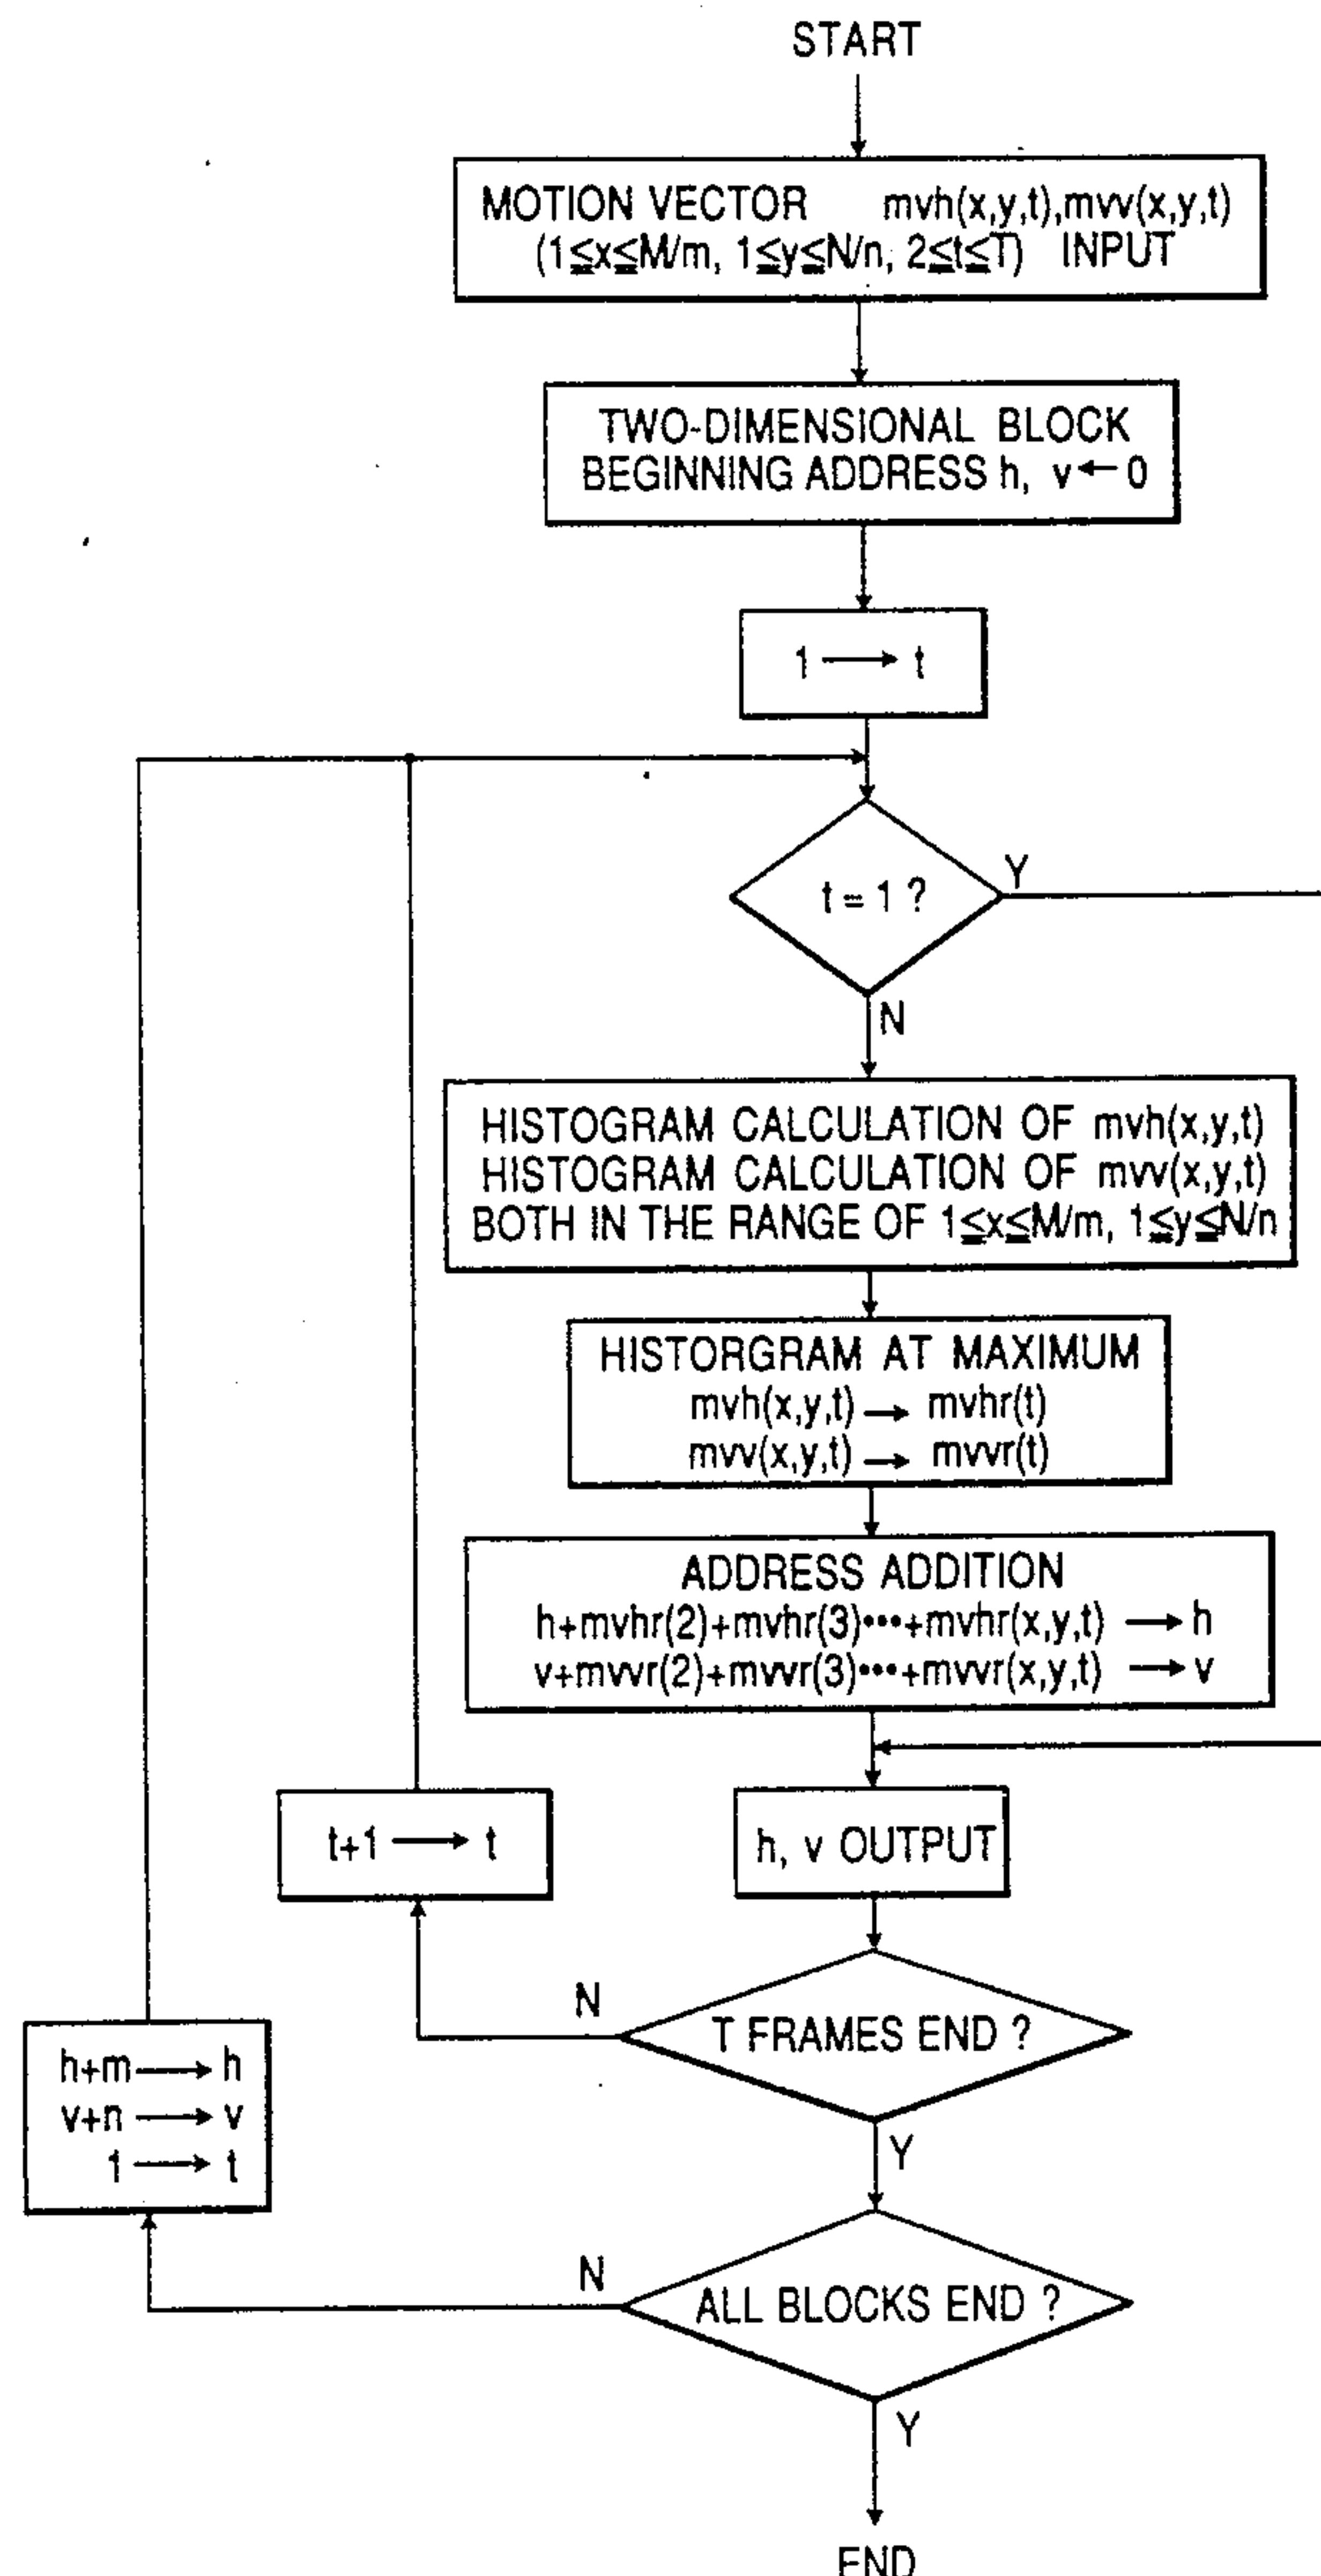 START
MOTION VECTOR mvh(x,y,t),mvv(x,y,t)
(1≦x≦M/m, 1≦y≦N/n, 2≦t≦T) INPUT
TWO-DIMENSIONAL BLOCK
BEGINNING ADDRESS h, v ← 0
1 → t
t = 1 ?
Y
N
HISTOGRAM CALCULATION OF mvh(x,y,t)
HISTOGRAM CALCULATION OF mvv(x,y,t)
BOTH IN THE RANGE OF 1≦x≦M/m, 1≦y≦N/n
HISTORGRAM AT MAXIMUM
mvh(x,y,t) → mvhr(t)
mvv(x,y,t) → mvvr(t)
ADDRESS ADDITION
h+mvhr(2)+mvhr(3)•••+mvhr(x,y,t) → h
v+mvvr(2)+mvvr(3)•••+mvvr(x,y,t) → v
t+1 → t
h, v OUTPUT
N
T FRAMES END ?
Y
h+m → h
v+n → v
1 → t
N
ALL BLOCKS END ?
Y
END